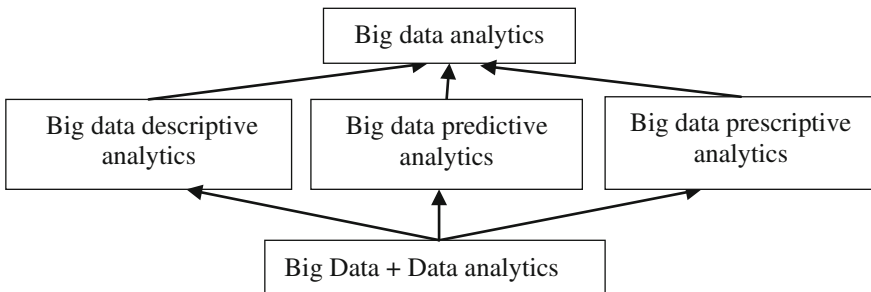 Big data analytics
Big data descriptive
analytics
Big data predictive
analytics
Big data prescriptive
analytics
Big Data + Data analytics